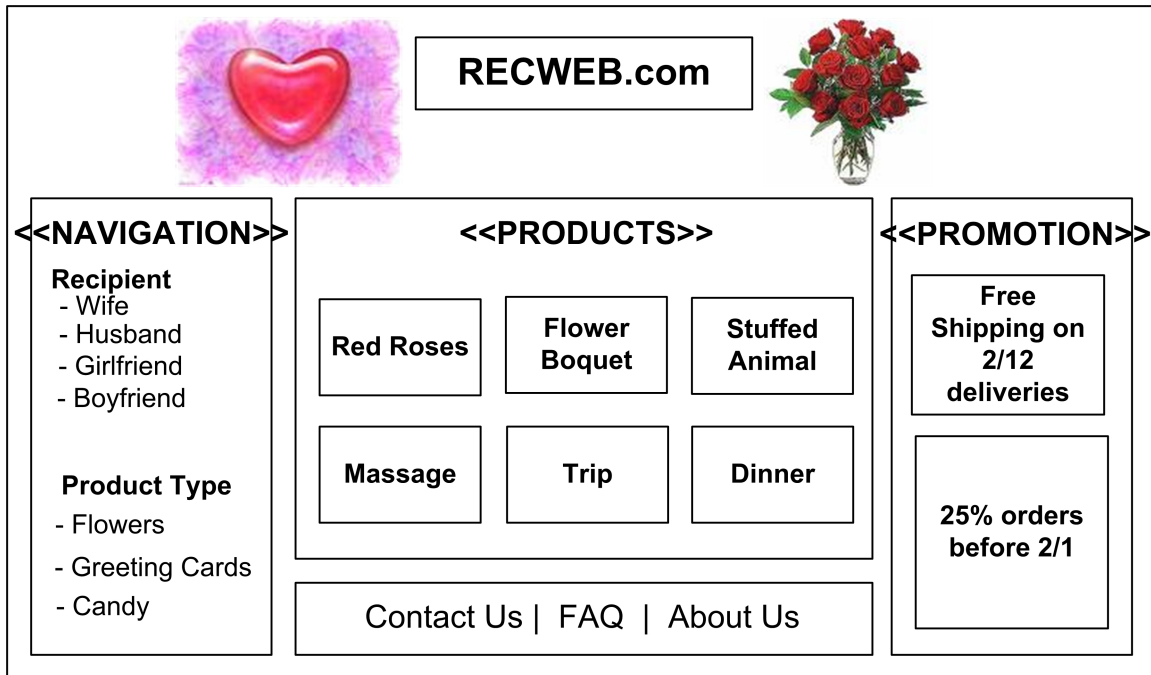 RECWEB.com
<<NAVIGATION>>
Recipient
- Wife
- Husband
- Girlfriend
- Boyfriend
Product Type
- Flowers
- Greeting Cards
- Candy
<<PRODUCTS>>
Red Roses
Flower
Boquet
Stuffed
Animal
Massage
Trip
Dinner
Contact Us | FAQ | About Us
<<PROMOTION>>
Free
Shipping on
2/12
deliveries
25% orders
before 2/1